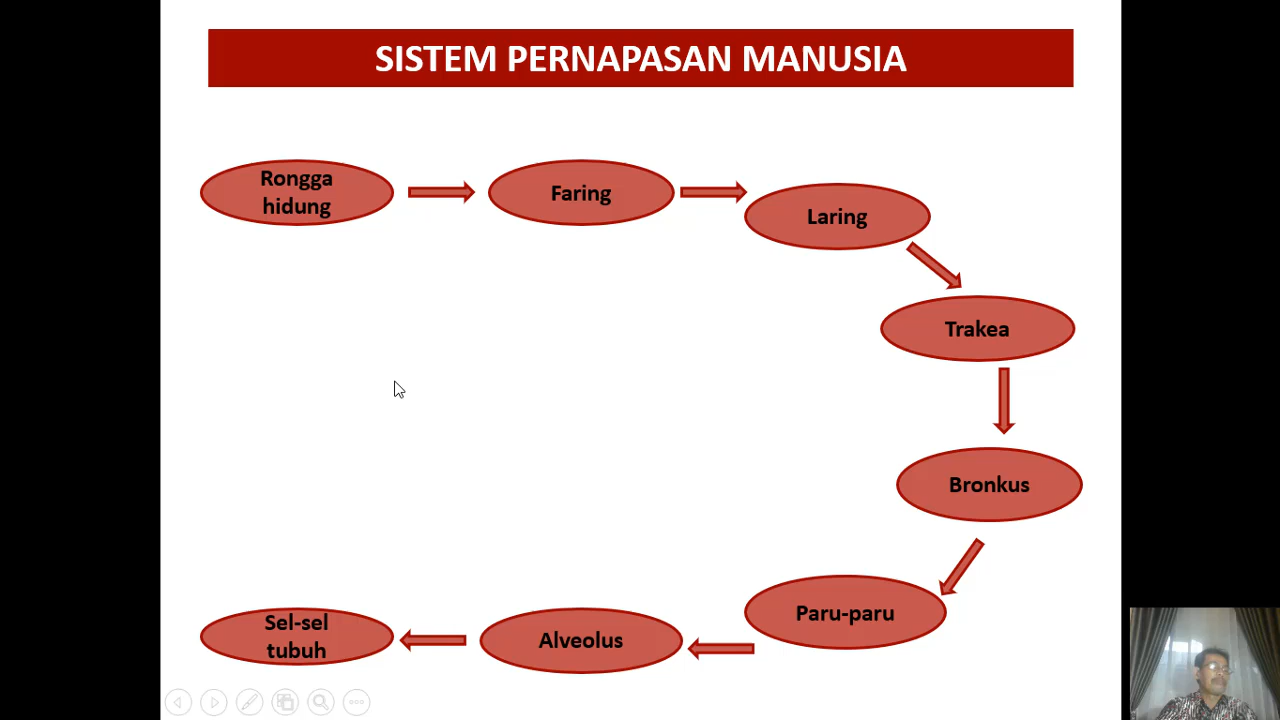 SISTEM PERNAPASAN MANUSIA
Rongga
hidung
Faring
Laring
Trakea
Bronkus
Paru-paru
Alveolus
Sel-sel
tubuh